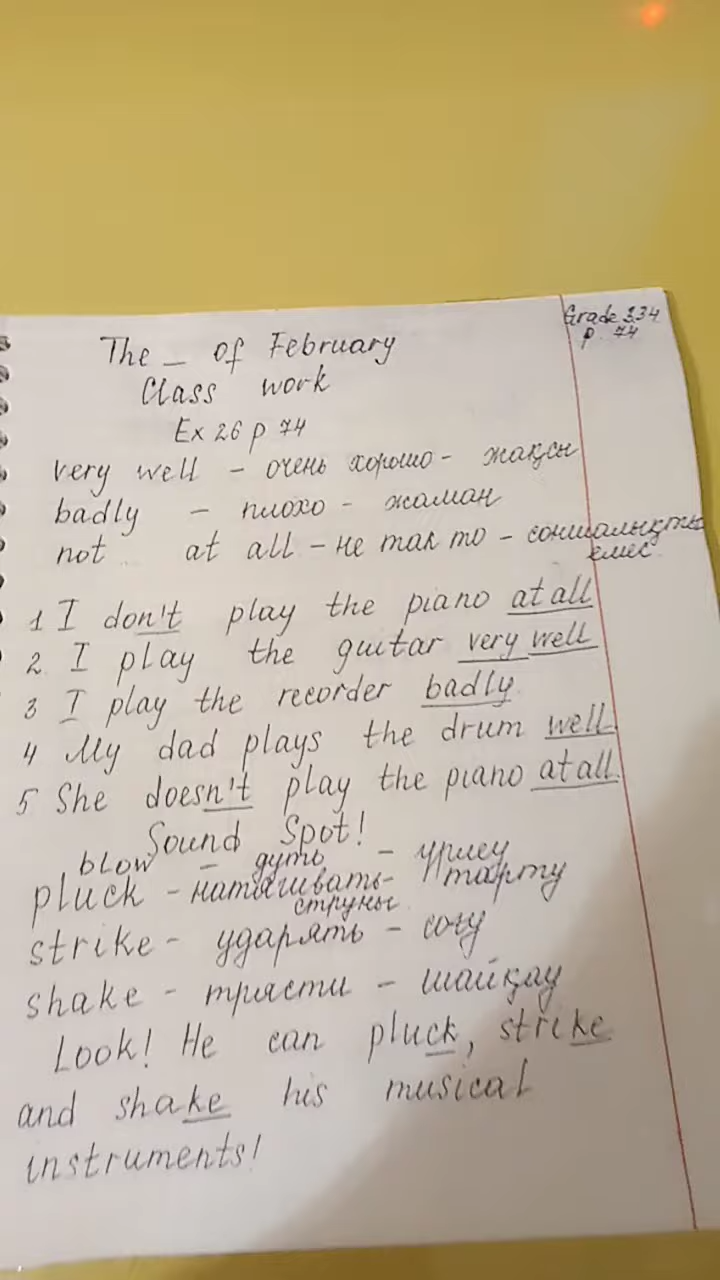 Grade 3.34
p. 74
The _ of February
Class work
Ex 26 p 74
very well - очень хорошо - жақсы
badly - плохо - жаман
not at all - не так то - соншалықты
емес
1 I don't play the piano at all
2. I play the guitar very well
3 I play the recorder badly
4 My dad plays the drum well.
5 She doesn't play the piano at all.
Sound Spot!
blow - дуть - үрлеу
pluck - натягивать - тарту
струны
strike - ударять - соғу
shake - трясти - шайқау
Look! He can pluck, strike
and shake his musical
instruments!